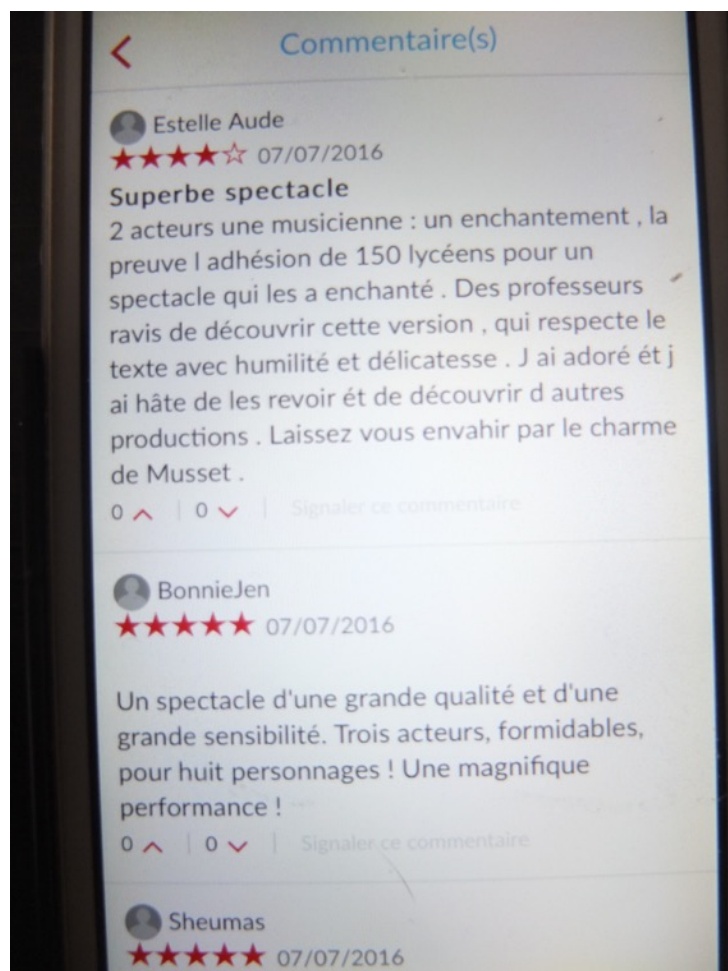 Commentaire(s)
Estelle Aude
07/07/2016
Superbe spectacle
2 acteurs une musicienne : un enchantement , la
preuve l adhésion de 150 lycéens pour un
spectacle qui les a enchanté . Des professeurs
ravis de découvrir cette version , qui respecte le
texte avec humilité et délicatesse . J ai adoré ét j
ai hâte de les revoir ét de découvrir d autres
productions . Laissez vous envahir par le charme
de Musset .
0 0 Signaler ce commentaire
BonnieJen
07/07/2016
Un spectacle d'une grande qualité et d'une
grande sensibilité. Trois acteurs, formidables,
pour huit personnages ! Une magnifique
performance !
0 0 Signaler ce commentaire
Sheumas
07/07/2016